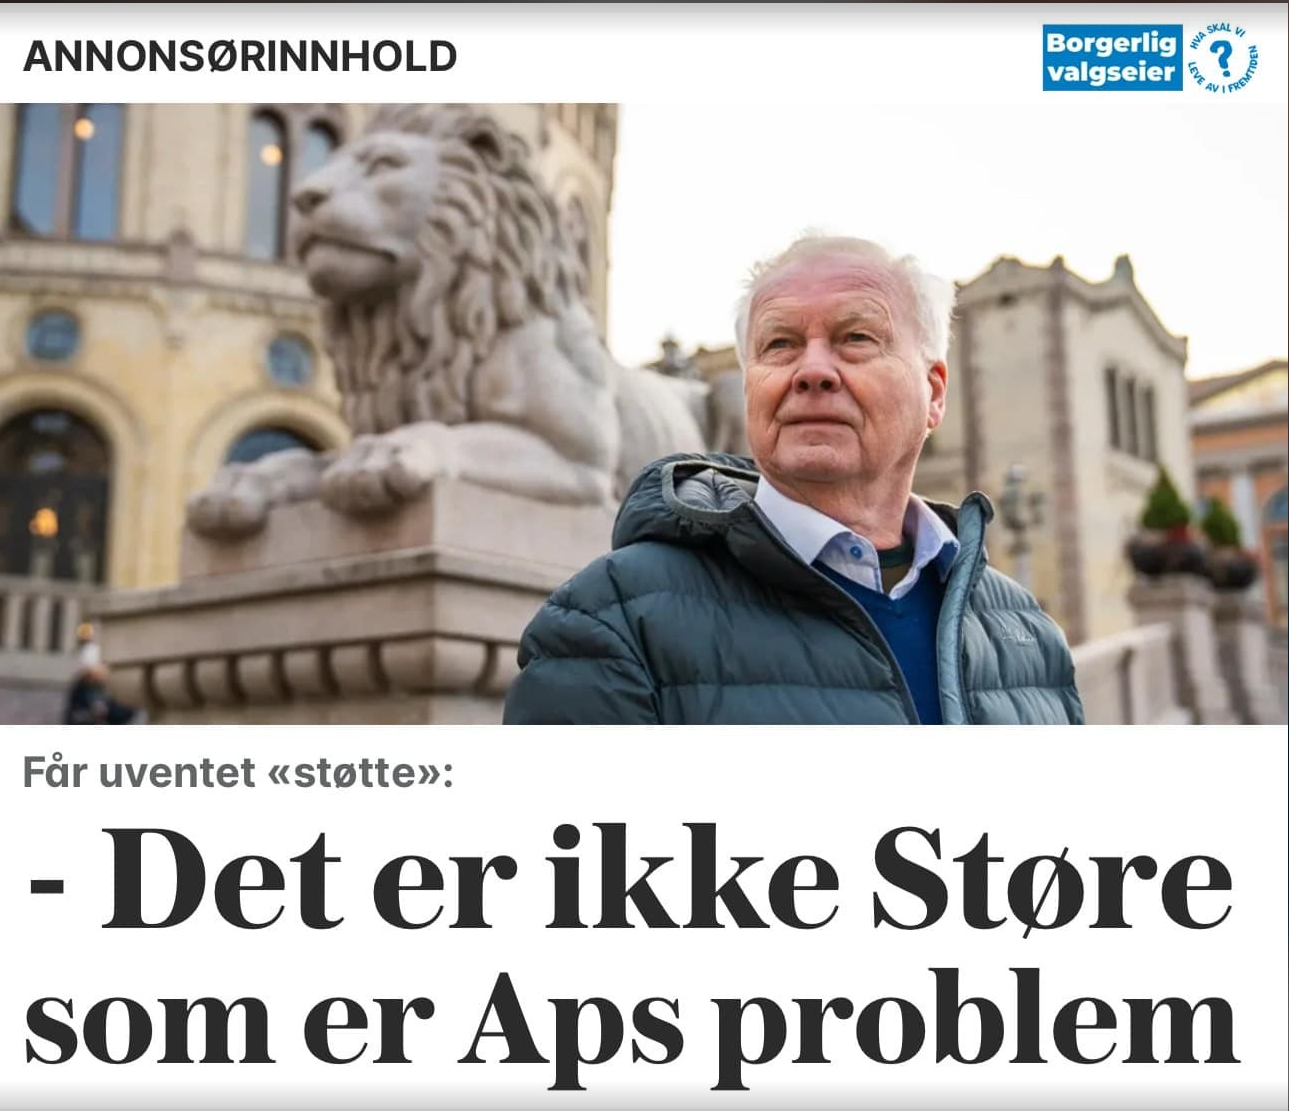 ANNONSØRINNHOLD
Borgerlig
valgseier
HVA SKAL VI
LEVE AV I FREMTIDEN
?
Får uventet «støtte»:
- Det er ikke Støre
som er Aps problem